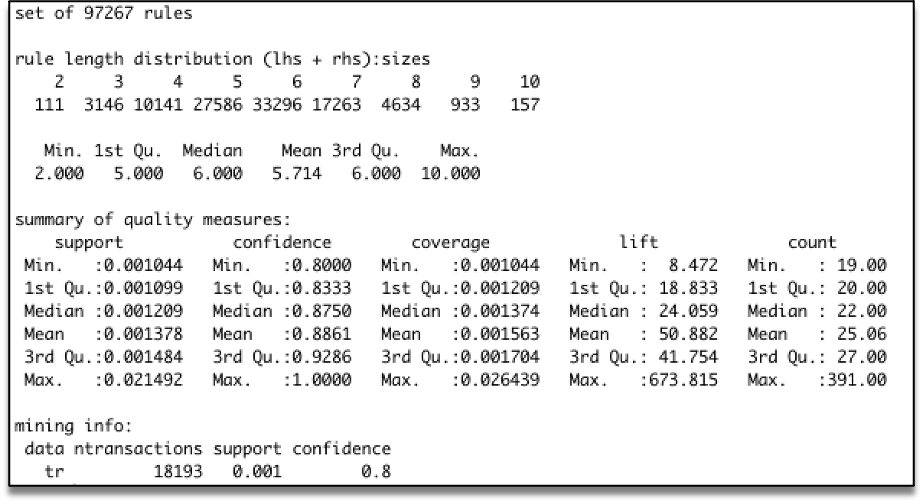 set of 97267 rules
rule length distribution (lhs + rhs):sizes
2 3 4 5 6 7 8 9 10
111 3146 10141 27586 33296 17263 4634 933 157
Min. 1st Qu. Median Mean 3rd Qu. Max.
2.000 5.000 6.000 5.714 6.000 10.000
summary of quality measures:
support confidence coverage lift count
Min. :0.001044 Min. :0.8000 Min. :0.001044 Min. : 8.472 Min. : 19.00
1st Qu.:0.001099 1st Qu.:0.8333 1st Qu.:0.001209 1st Qu.: 18.833 1st Qu.: 20.00
Median :0.001209 Median :0.8750 Median :0.001374 Median : 24.059 Median : 22.00
Mean :0.001378 Mean :0.8861 Mean :0.001563 Mean : 50.882 Mean : 25.06
3rd Qu.:0.001484 3rd Qu.:0.9286 3rd Qu.:0.001704 3rd Qu.: 41.754 3rd Qu.: 27.00
Max. :0.021492 Max. :1.0000 Max. :0.026439 Max. :673.815 Max. :391.00
mining info:
data ntransactions support confidence
tr 18193 0.001 0.8